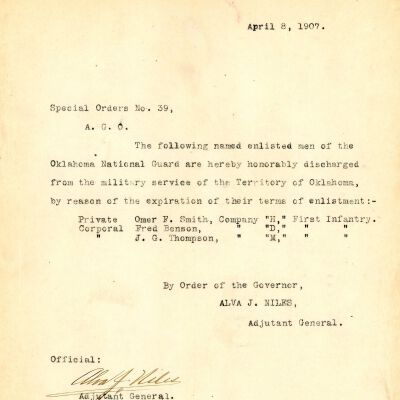 April 8, 1907.
Special Orders No. 39,
A. G. O.
The following named enlisted men of the
Oklahoma National Guard are hereby honorably discharged
from the military service of the Territory of Oklahoma,
by reason of the expiration of their terms of enlistment:-
Private Omer F. Smith, Company "H," First Infantry.
Corporal Fred Benson, " "D," " "
" J. G. Thompson, " "M," " "
By Order of the Governor,
ALVA J. NILES,
Adjutant General.
Official:
Alva J. Niles
Adjutant General.